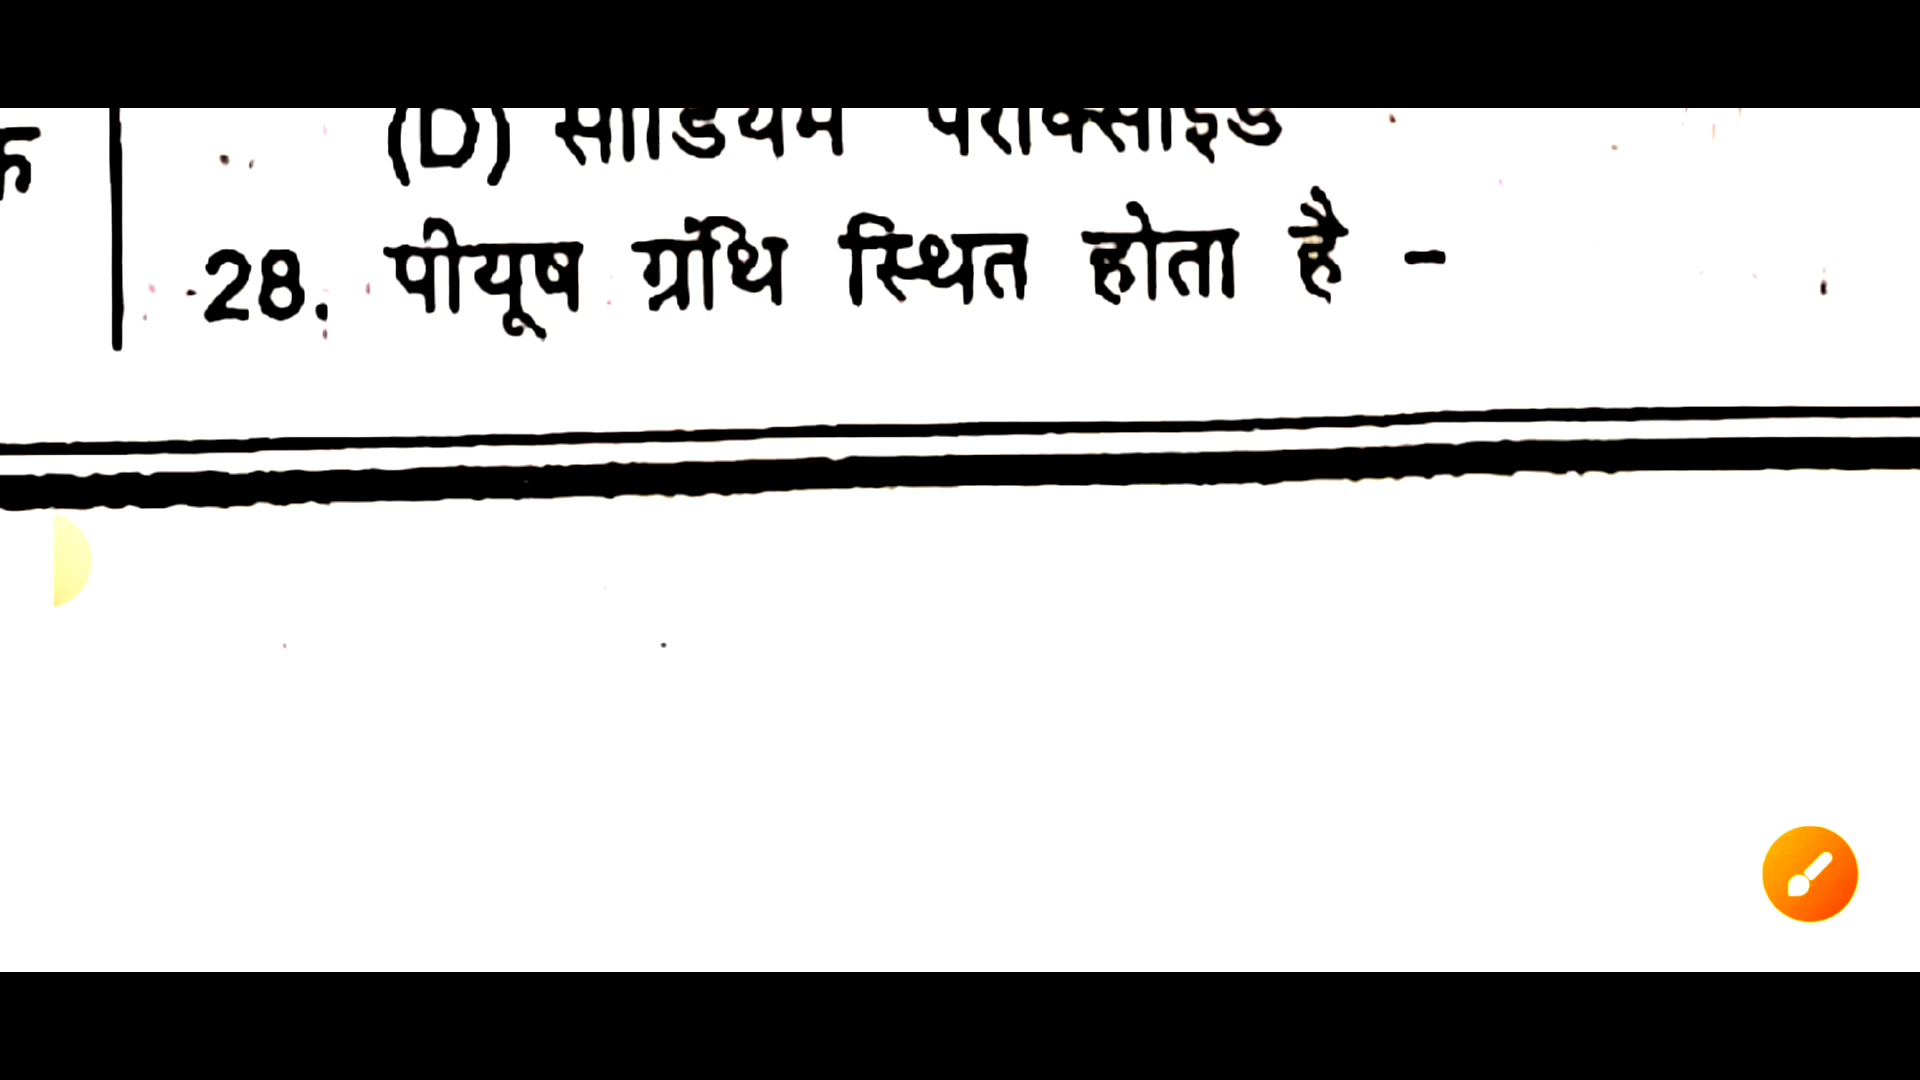 (D) सोडियम परॉक्साइड
28. पीयूष ग्रंथि स्थित होता है -